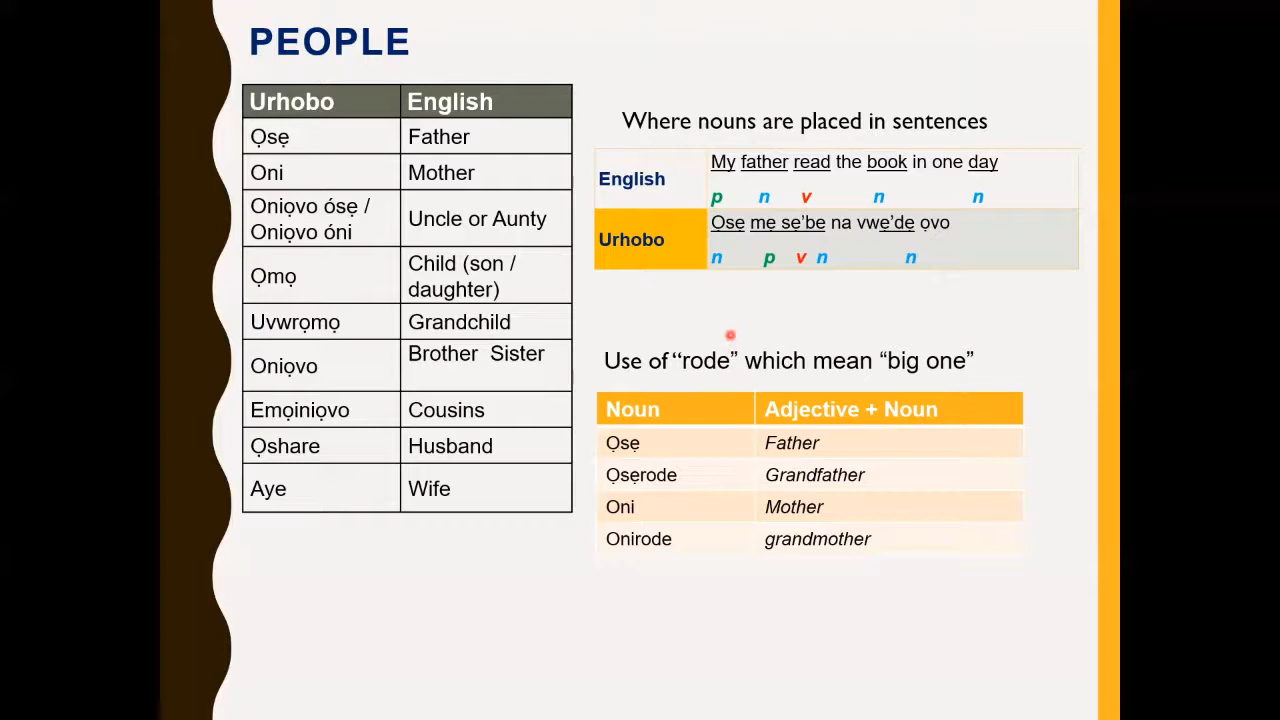 PEOPLE
Urhobo English
Ọsẹ Father
Oni Mother
Oniọvo ósẹ /
Oniọvo óni
Uncle or Aunty
Ọmọ
Child (son /
daughter)
Uvwrọmọ Grandchild
Oniọvo Brother Sister
Emọiniọvo Cousins
Ọshare Husband
Aye Wife
Where nouns are placed in sentences
English
My father read the book in one day
p n v n n
Urhobo
Ọsẹ mẹ sẹ’be na vwẹ’de ọvo
n p v n n
Use of “rode” which mean “big one”
Noun Adjective + Noun
Ọsẹ Father
Ọsẹrode Grandfather
Oni Mother
Onirode grandmother